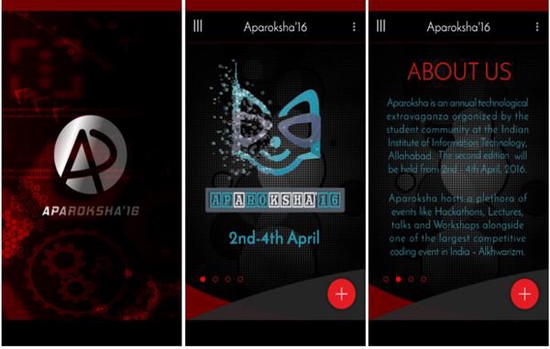 APAROKSHA'16
Aparoksha'16
APAROKSHA 16
2nd-4th April
Aparoksha'16
ABOUT US
Aparoksha is an annual technological
extravaganza organized by the
student community at the Indian
Institute of Information Technology,
Allahabad. The second edition will
be held from 2nd - 4th April, 2016.
Aparoksha hosts a plethora of
events like Hackathons, Lectures,
talks and Workshops alongside
one of the largest competitive
coding event in India - Alkhwarizm.